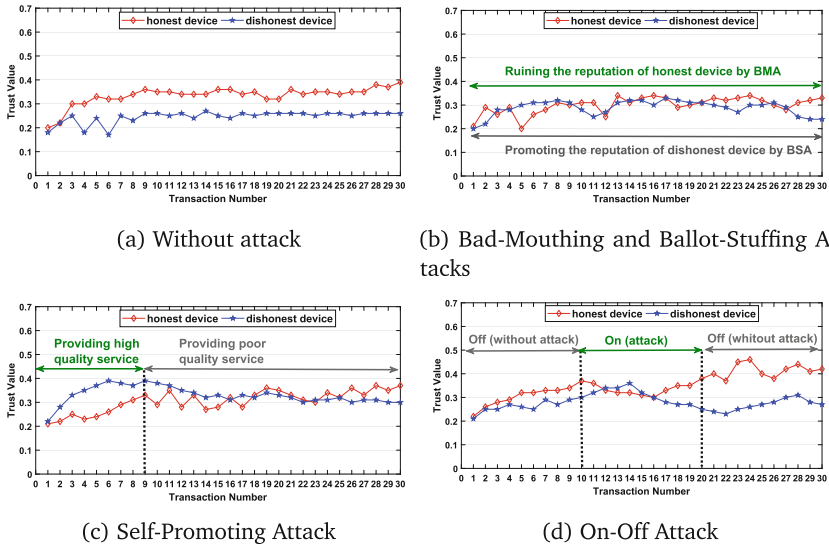 0.7
0.6
0.5
0.4
0.3
0.2
0.1
0
Trust Value
honest device dishonest device
0 1 2 3 4 5 6 7 8 9 10 11 12 13 14 15 16 17 18 19 20 21 22 23 24 25 26 27 28 29 30
Transaction Number
(a) Without attack
0.7
0.6
0.5
0.4
0.3
0.2
0.1
0
Trust Value
honest device dishonest device
Ruining the reputation of honest device by BMA
Promoting the reputation of dishonest device by BSA
0 1 2 3 4 5 6 7 8 9 10 11 12 13 14 15 16 17 18 19 20 21 22 23 24 25 26 27 28 29 30
Transaction Number
(b) Bad-Mouthing and Ballot-Stuffing A
tacks
0.7
0.6
0.5
0.4
0.3
0.2
0.1
0
Trust Value
honest device dishonest device
Providing high
quality service
Providing poor
quality service
0 1 2 3 4 5 6 7 8 9 10 11 12 13 14 15 16 17 18 19 20 21 22 23 24 25 26 27 28 29 30
Transaction Number
(c) Self-Promoting Attack
0.7
0.6
0.5
0.4
0.3
0.2
0.1
0
Trust Value
honest device dishonest device
Off (without attack)
On (attack)
Off (whitout attack)
0 1 2 3 4 5 6 7 8 9 10 11 12 13 14 15 16 17 18 19 20 21 22 23 24 25 26 27 28 29 30
Transaction Number
(d) On-Off Attack